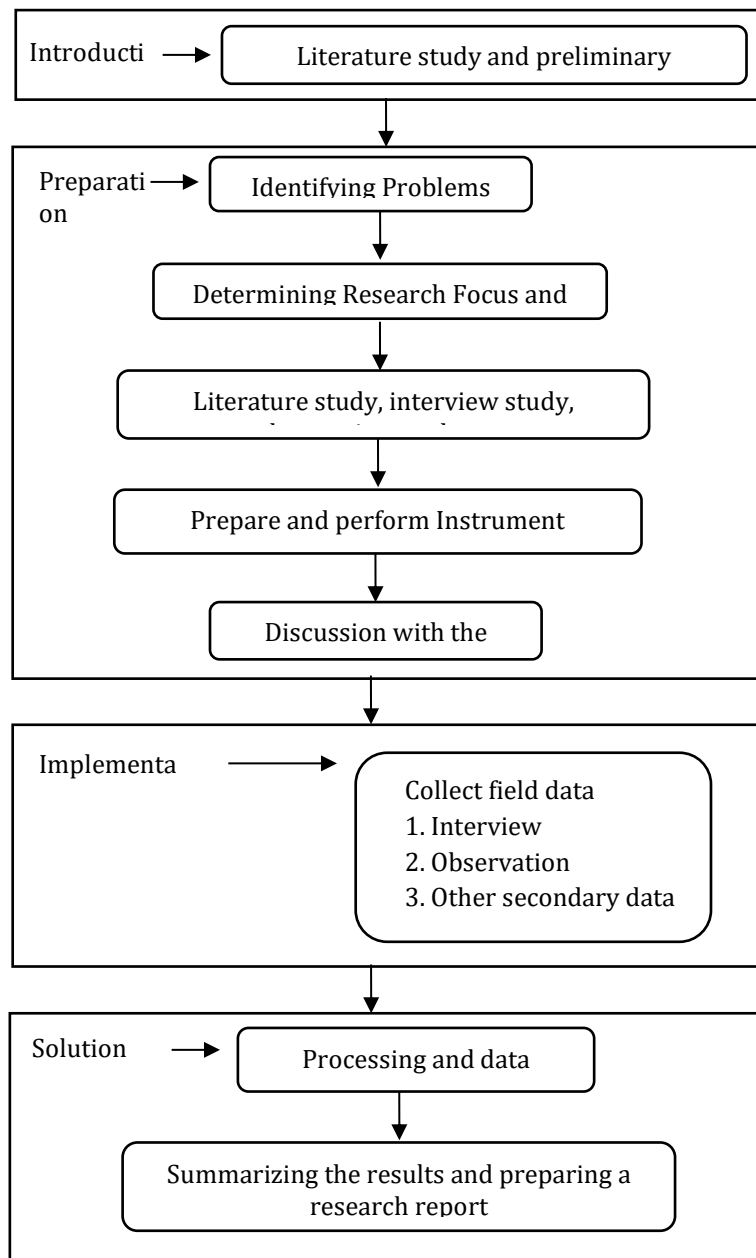 Introducti
Literature study and preliminary
Preparati
on
Identifying Problems
Determining Research Focus and
Literature study, interview study,
Prepare and perform Instrument
Discussion with the
Implementa
Collect field data
1. Interview
2. Observation
3. Other secondary data
Solution
Processing and data
Summarizing the results and preparing a
research report